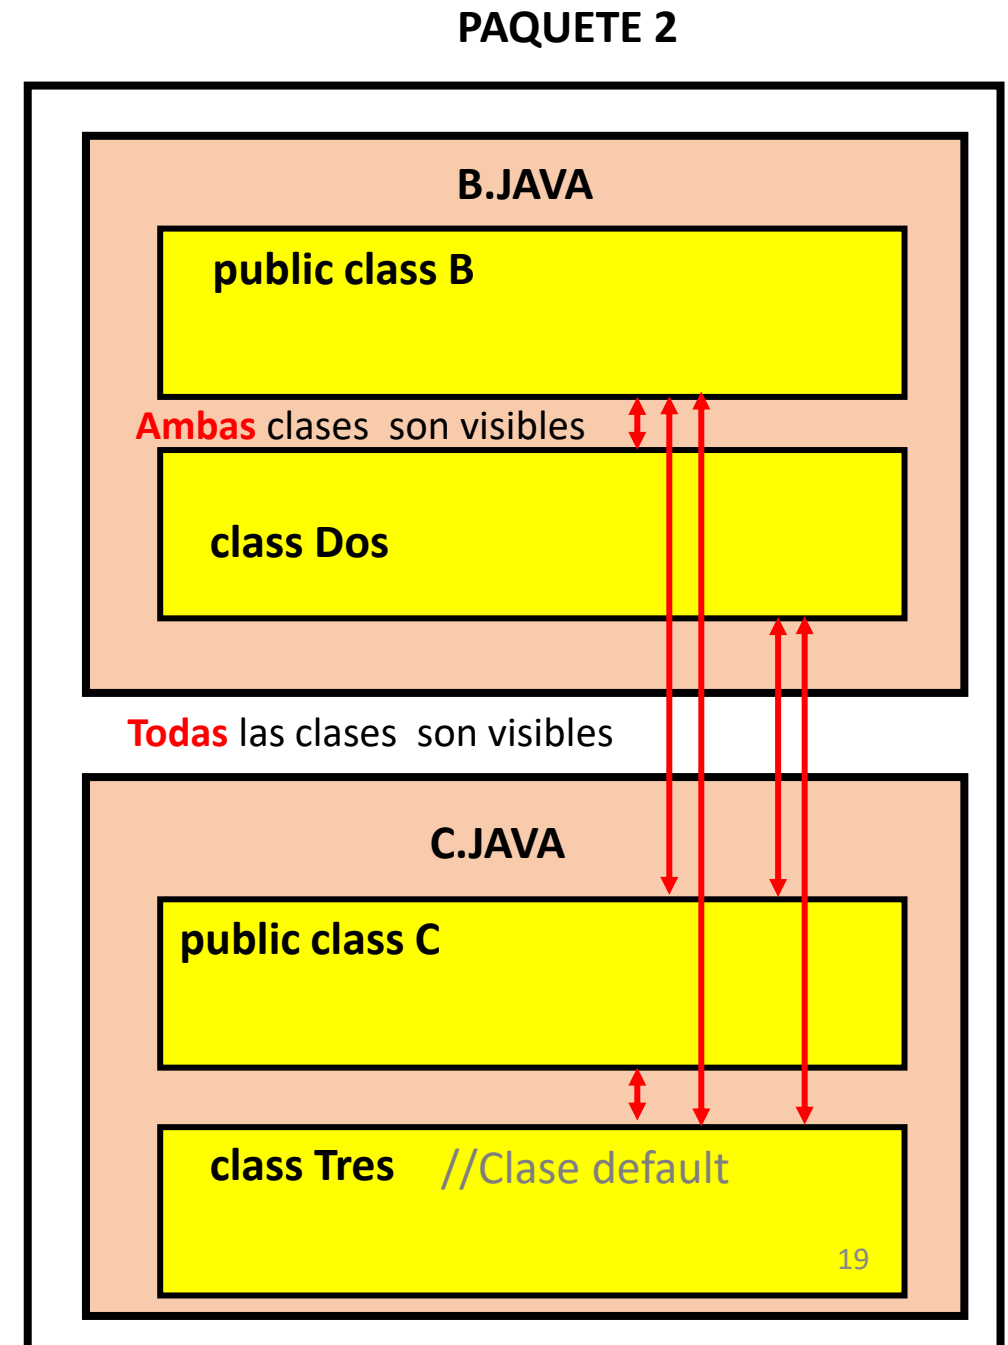 PAQUETE 2
B.JAVA
public class B
Ambas clases son visibles
class Dos
Todas las clases son visibles
C.JAVA
public class C
class Tres //Clase default
19